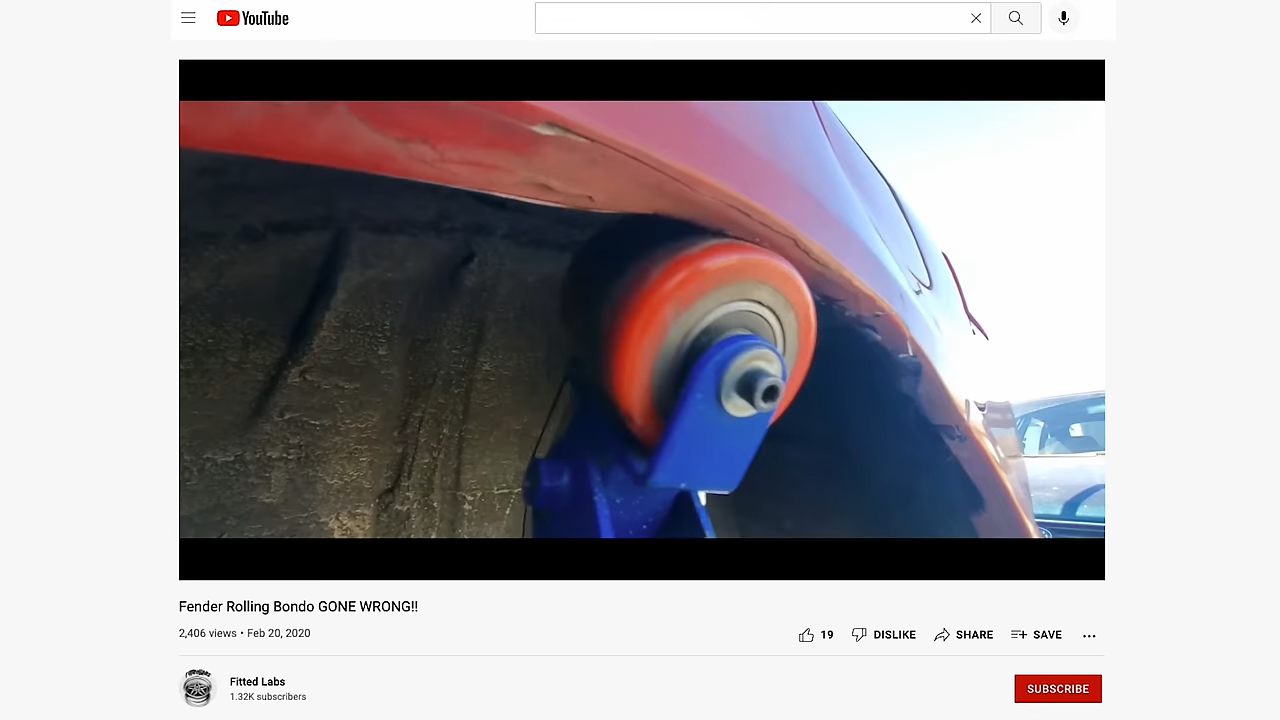 YouTube
Fender Rolling Bondo GONE WRONG!!
2,406 views • Feb 20, 2020
19
DISLIKE
SHARE
SAVE
Fitted Labs
1.32K subscribers
SUBSCRIBE